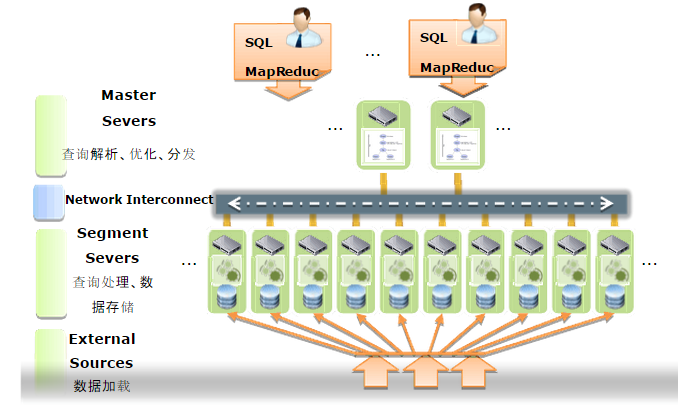 SQL
MapReduc
...
SQL
MapReduc
Master
Severs
查询解析、优化、分发
...
...
Network Interconnect
Segment
Severs
查询处理、数
据存储
...
...
External
Sources
数据加载